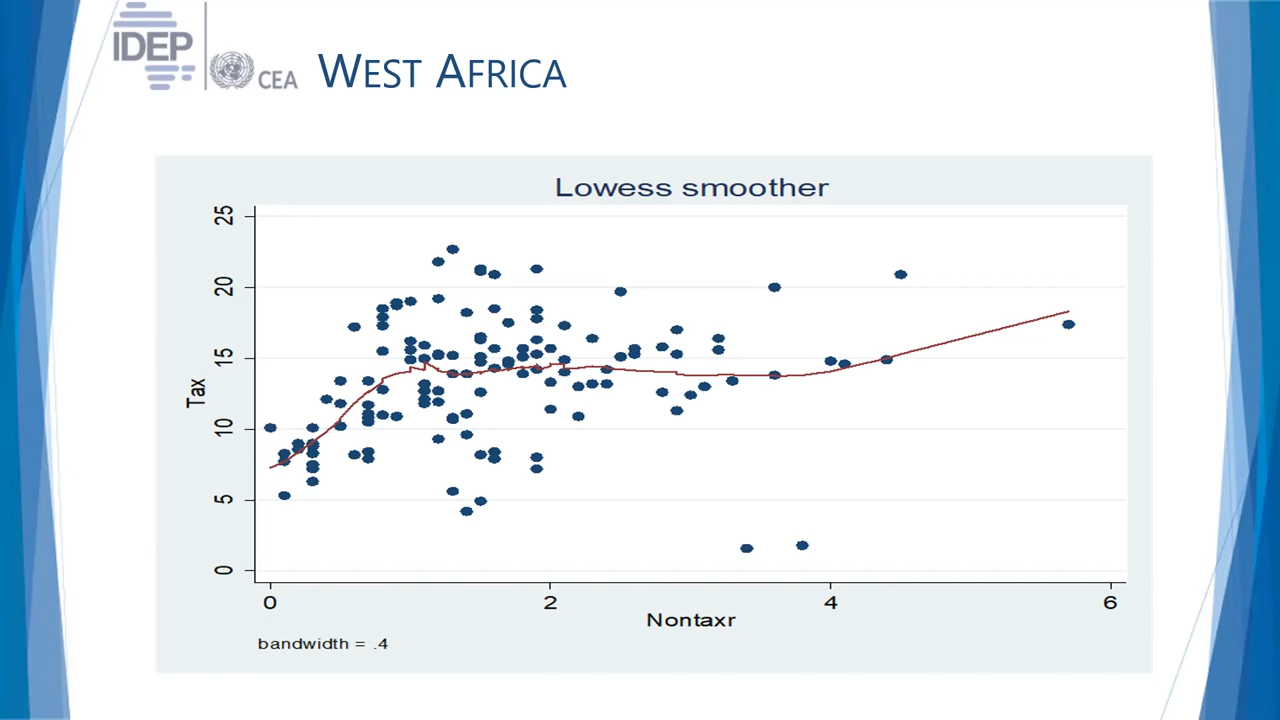 IDEP
CEA
WEST AFRICA
Lowess smoother
25
20
15
10
5
0
Tax
0 2 4 6
Nontaxr
bandwidth = .4